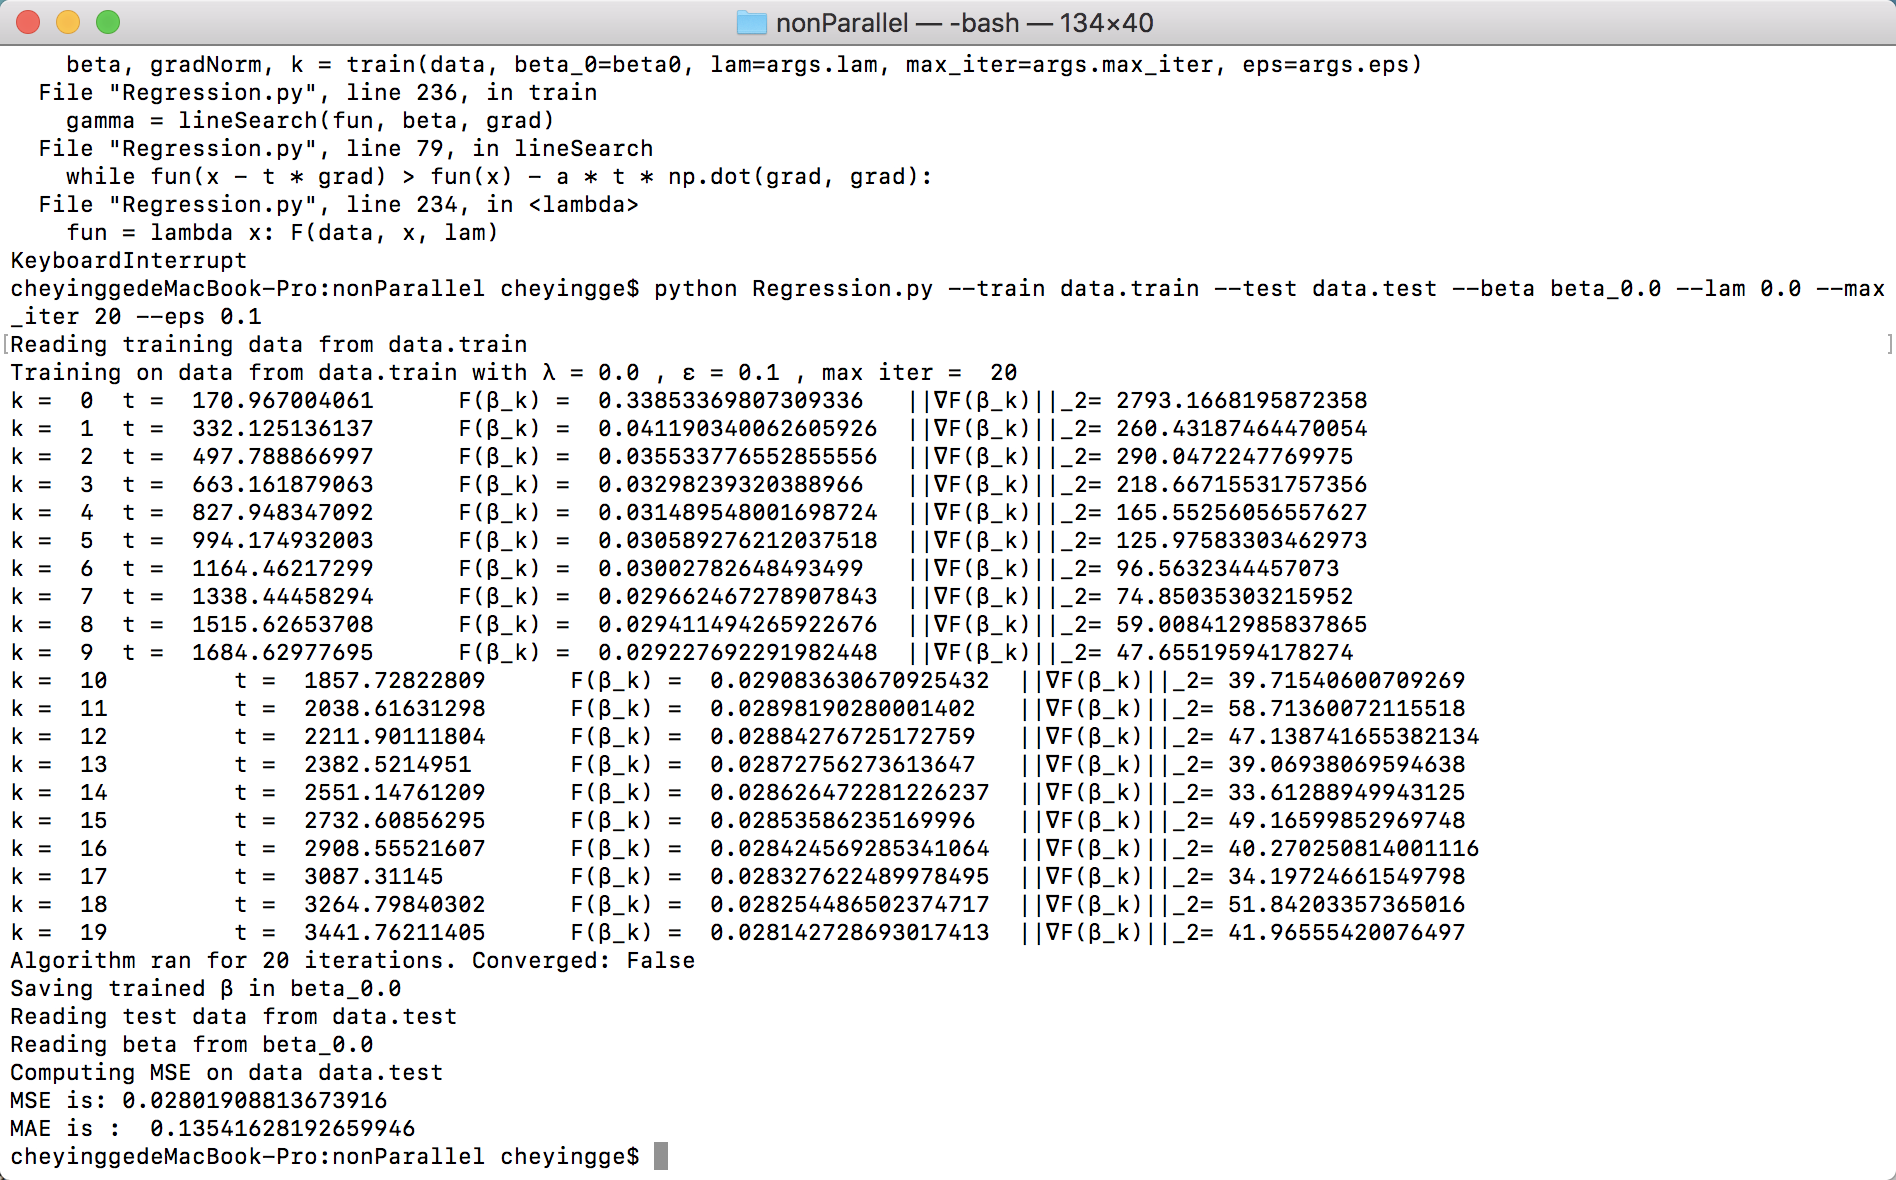 nonParallel — -bash — 134×40
beta, gradNorm, k = train(data, beta_0=beta0, lam=args.lam, max_iter=args.max_iter, eps=args.eps)
File "Regression.py", line 236, in train
gamma = lineSearch(fun, beta, grad)
File "Regression.py", line 79, in lineSearch
while fun(x - t * grad) > fun(x) - a * t * np.dot(grad, grad):
File "Regression.py", line 234, in <lambda>
fun = lambda x: F(data, x, lam)
KeyboardInterrupt
cheyinggedeMacBook-Pro:nonParallel cheyingge$ python Regression.py --train data.train --test data.test --beta beta_0.0 --lam 0.0 --max
_iter 20 --eps 0.1
[Reading training data from data.train ]
Training on data from data.train with λ = 0.0 , ε = 0.1 , max iter =  20
k =  0  t =  170.967004061      F(β_k) =  0.33853369807309336   ||∇F(β_k)||_2= 2793.1668195872358
k =  1  t =  332.125136137      F(β_k) =  0.041190340062605926  ||∇F(β_k)||_2= 260.43187464470054
k =  2  t =  497.788866997      F(β_k) =  0.035533776552855556  ||∇F(β_k)||_2= 290.0472247769975
k =  3  t =  663.161879063      F(β_k) =  0.03298239320388966   ||∇F(β_k)||_2= 218.66715531757356
k =  4  t =  827.948347092      F(β_k) =  0.031489548001698724  ||∇F(β_k)||_2= 165.55256056557627
k =  5  t =  994.174932003      F(β_k) =  0.030589276212037518  ||∇F(β_k)||_2= 125.97583303462973
k =  6  t =  1164.46217299      F(β_k) =  0.03002782648493499   ||∇F(β_k)||_2= 96.5632344457073
k =  7  t =  1338.44458294      F(β_k) =  0.029662467278907843  ||∇F(β_k)||_2= 74.85035303215952
k =  8  t =  1515.62653708      F(β_k) =  0.029411494265922676  ||∇F(β_k)||_2= 59.008412985837865
k =  9  t =  1684.62977695      F(β_k) =  0.029227692291982448  ||∇F(β_k)||_2= 47.65519594178274
k =  10         t =  1857.72822809      F(β_k) =  0.029083630670925432  ||∇F(β_k)||_2= 39.71540600709269
k =  11         t =  2038.61631298      F(β_k) =  0.02898190280001402   ||∇F(β_k)||_2= 58.71360072115518
k =  12         t =  2211.90111804      F(β_k) =  0.02884276725172759   ||∇F(β_k)||_2= 47.138741655382134
k =  13         t =  2382.5214951       F(β_k) =  0.02872756273613647   ||∇F(β_k)||_2= 39.06938069594638
k =  14         t =  2551.14761209      F(β_k) =  0.028626472281226237  ||∇F(β_k)||_2= 33.61288949943125
k =  15         t =  2732.60856295      F(β_k) =  0.02853586235169996   ||∇F(β_k)||_2= 49.16599852969748
k =  16         t =  2908.55521607      F(β_k) =  0.028424569285341064  ||∇F(β_k)||_2= 40.270250814001116
k =  17         t =  3087.31145         F(β_k) =  0.028327622489978495  ||∇F(β_k)||_2= 34.19724661549798
k =  18         t =  3264.79840302      F(β_k) =  0.028254486502374717  ||∇F(β_k)||_2= 51.84203357365016
k =  19         t =  3441.76211405      F(β_k) =  0.028142728693017413  ||∇F(β_k)||_2= 41.96555420076497
Algorithm ran for 20 iterations. Converged: False
Saving trained β in beta_0.0
Reading test data from data.test
Reading beta from beta_0.0
Computing MSE on data data.test
MSE is: 0.02801908813673916
MAE is :  0.13541628192659946
cheyinggedeMacBook-Pro:nonParallel cheyingge$